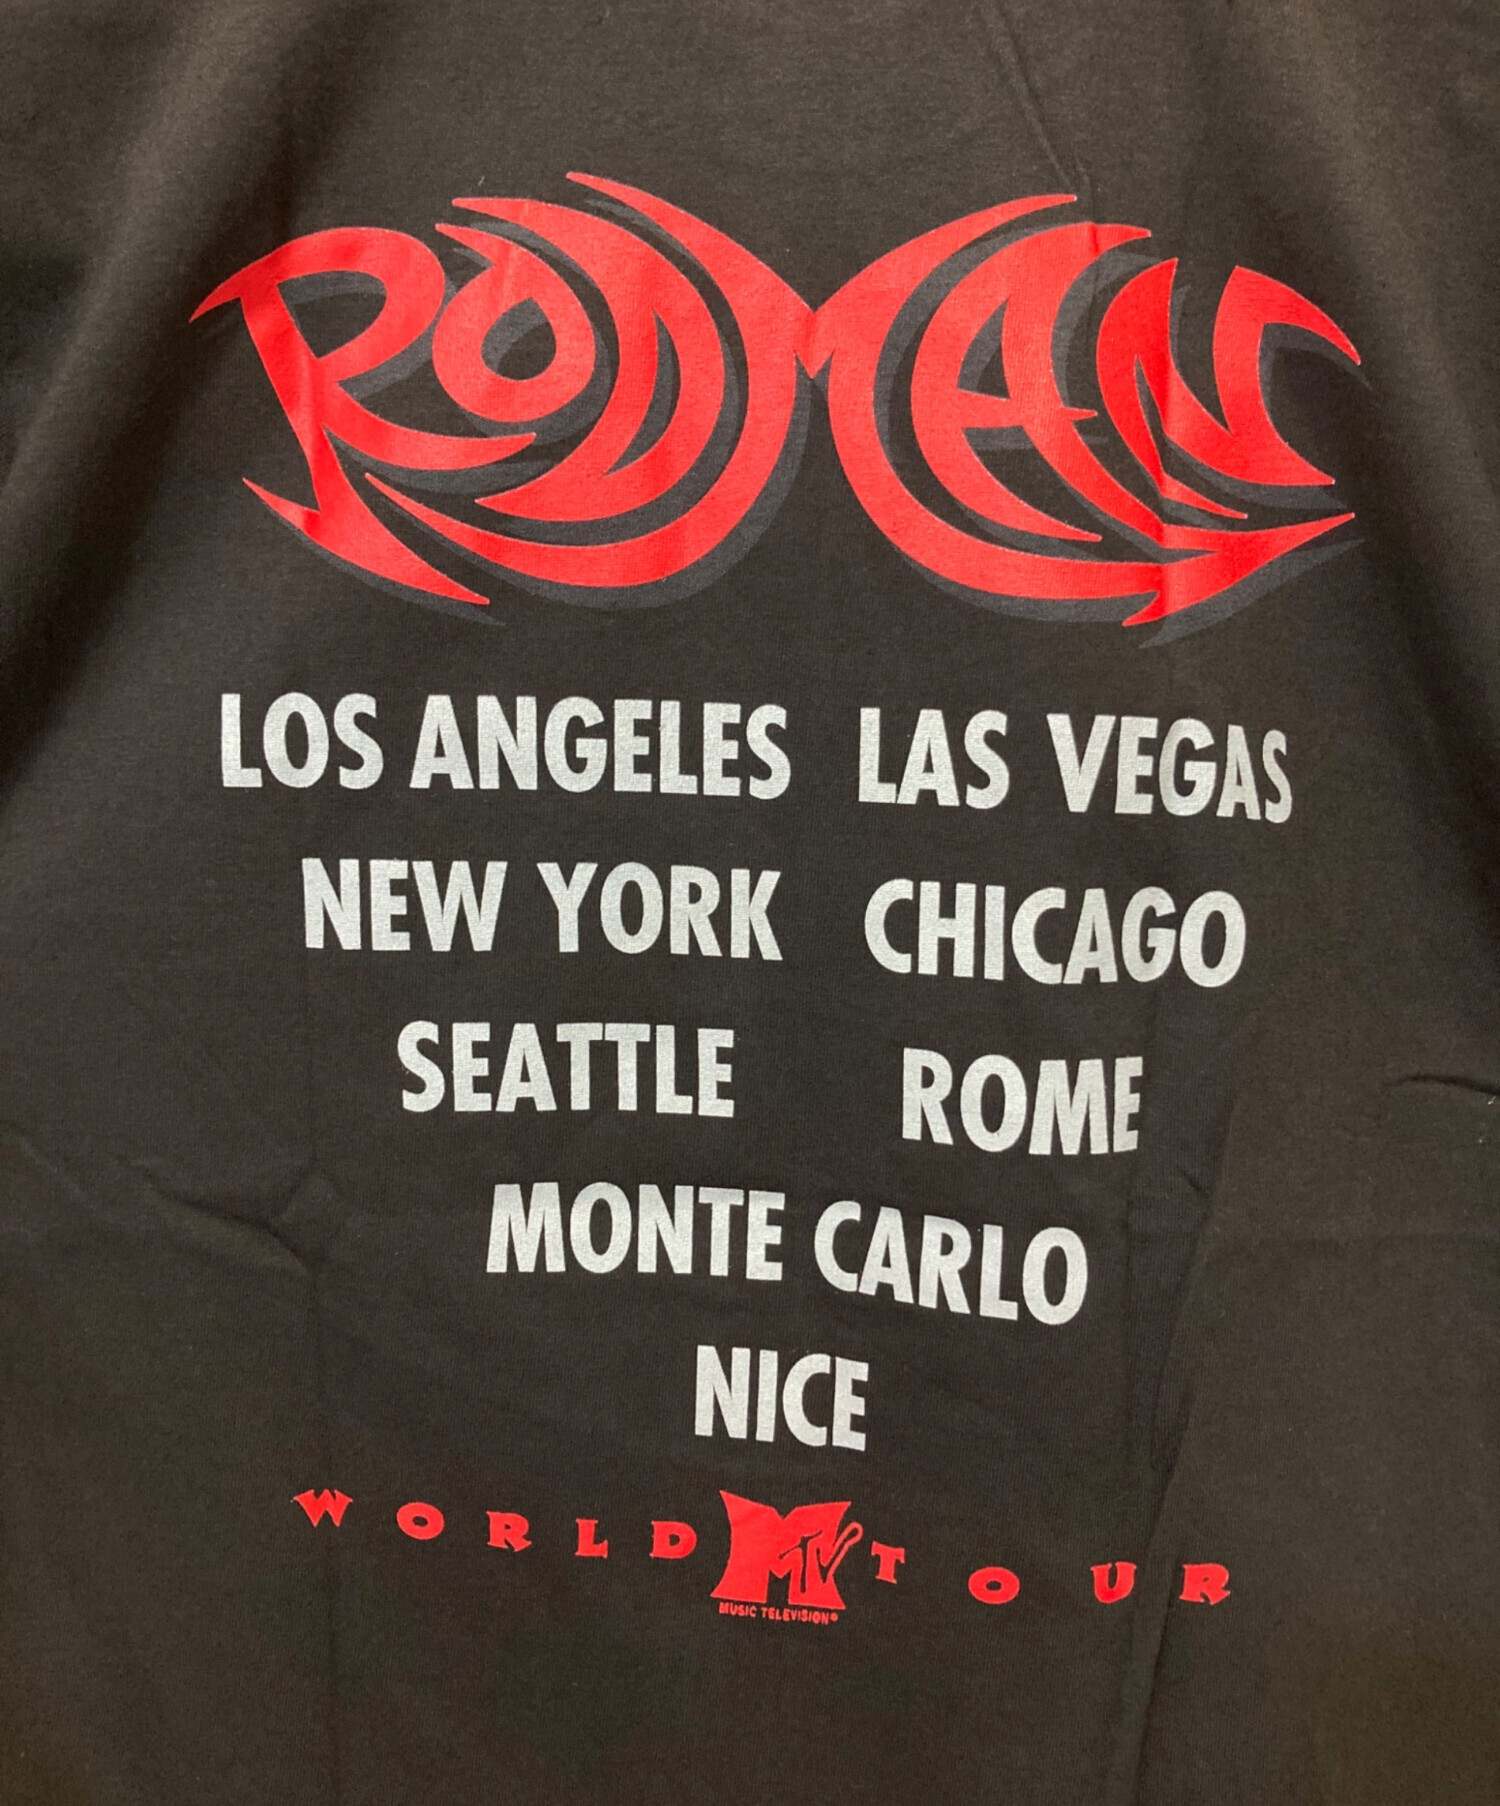 RODMAN
LOS ANGELES LAS VEGAS
NEW YORK CHICAGO
SEATTLE ROME
MONTE CARLO
NICE
WORLD MTV TOUR
MUSIC TELEVISION®